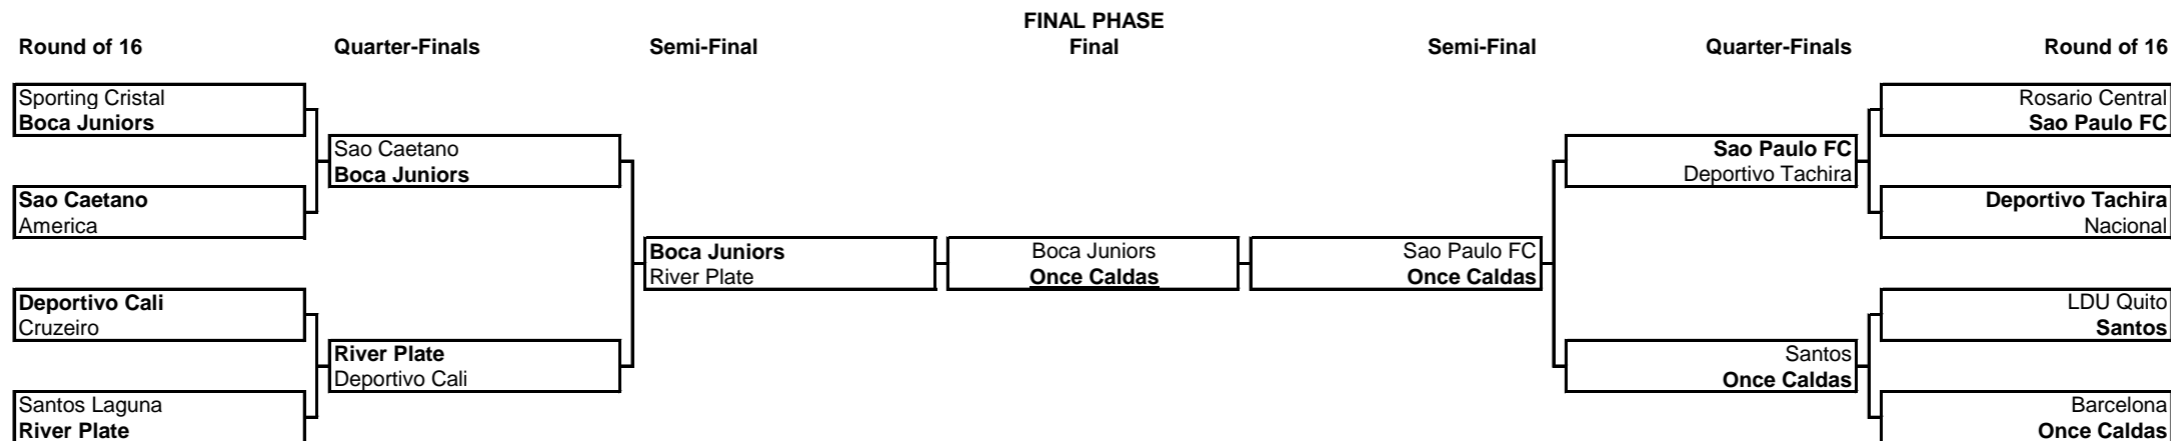 FINAL PHASE
Round of 16 Quarter-Finals Semi-Final Final Semi-Final Quarter-Finals Round of 16
Sporting Cristal Rosario Central
Boca Juniors Sao Paulo FC
Sao Caetano Sao Paulo FC
Boca Juniors Deportivo Tachira
Sao Caetano Deportivo Tachira
America Nacional
Boca Juniors Boca Juniors Sao Paulo FC
River Plate Once Caldas Once Caldas
Deportivo Cali LDU Quito
Cruzeiro Santos
River Plate Santos
Deportivo Cali Once Caldas
Santos Laguna Barcelona
River Plate Once Caldas